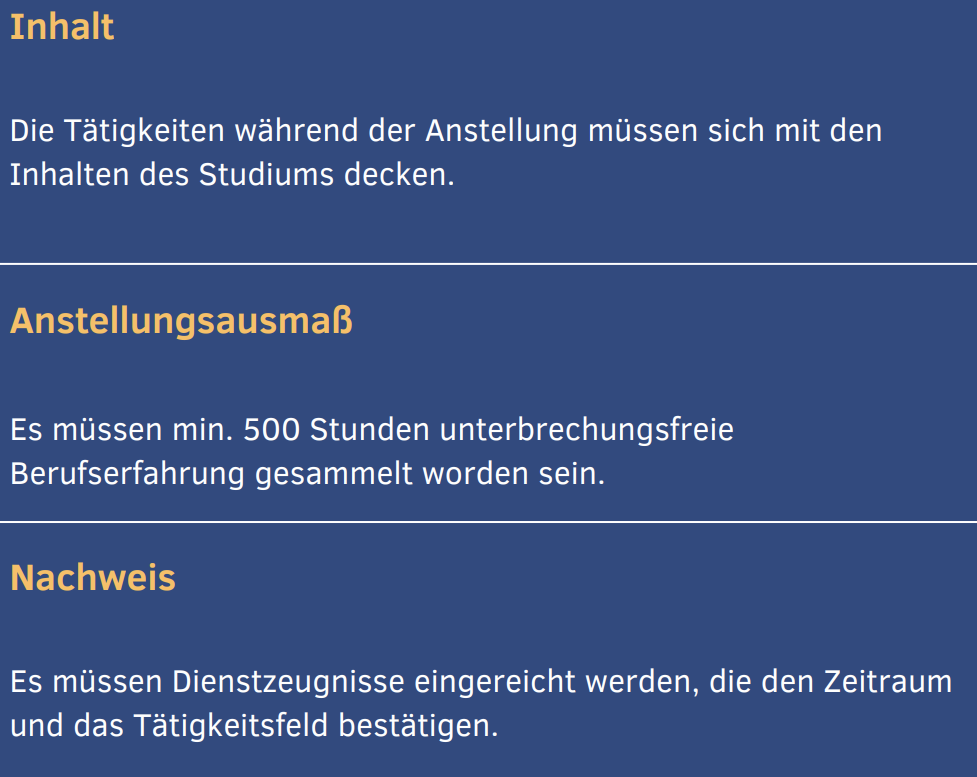 Inhalt
Die Tätigkeiten während der Anstellung müssen sich mit den
Inhalten des Studiums decken.
Anstellungsausmaß
Es müssen min. 500 Stunden unterbrechungsfreie
Berufserfahrung gesammelt worden sein.
Nachweis
Es müssen Dienstzeugnisse eingereicht werden, die den Zeitraum
und das Tätigkeitsfeld bestätigen.